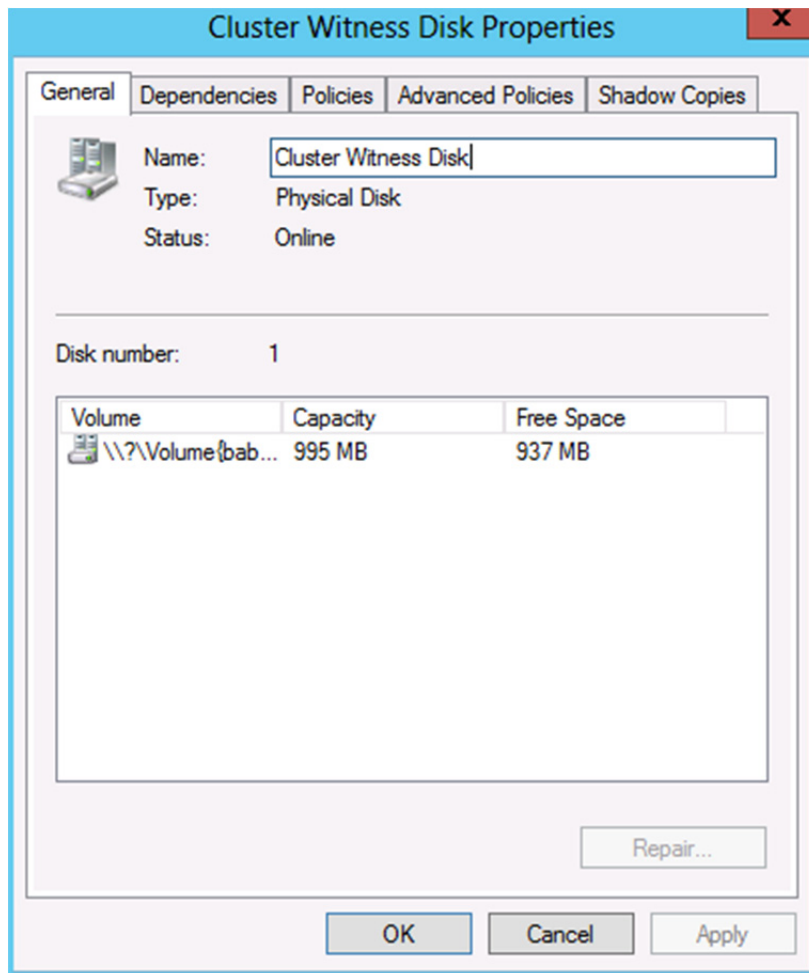 Cluster Witness Disk Properties
x
General Dependencies Policies Advanced Policies Shadow Copies
Name: Cluster Witness Disk
Type: Physical Disk
Status: Online
Disk number: 1
Volume Capacity Free Space
\\?\Volume{bab... 995 MB 937 MB
Repair...
OK Cancel Apply